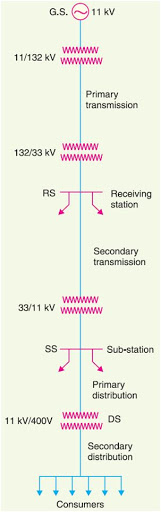 G.S. 11 kV
11/132 kV
Primary
transmission
132/33 kV
RS Receiving
station
Secondary
transmission
33/11 kV
SS Sub-station
Primary
distribution
11 kV/400V DS
Secondary
distribution
Consumers